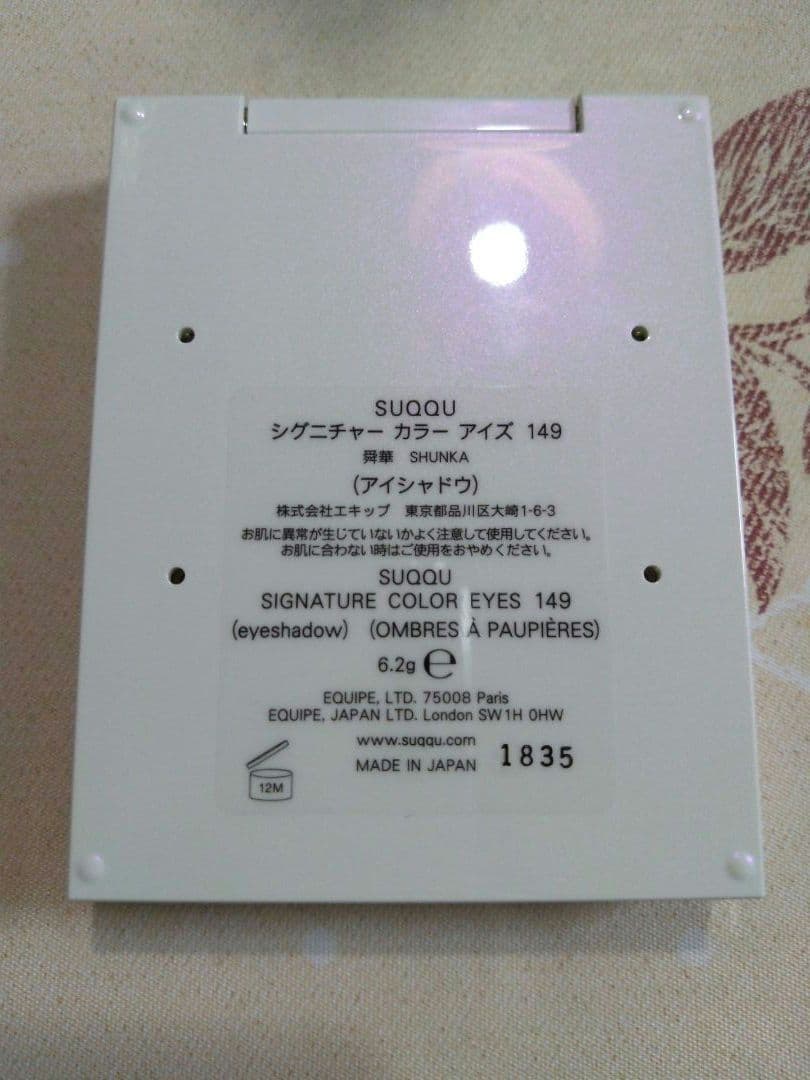 SUQQU
シグニチャー カラー アイズ 149
舜華 SHUNKA
(アイシャドウ)
株式会社エキップ 東京都品川区大崎1-6-3
お肌に異常が生じていないかよく注意して使用してください。
お肌に合わない時はご使用をおやめください。
SUQQU
SIGNATURE COLOR EYES 149
(eyeshadow) (OMBRES À PAUPIÈRES)
6.2g ℮
EQUIPE, LTD. 75008 Paris
EQUIPE, JAPAN LTD. London SW1H 0HW
www.suqqu.com
MADE IN JAPAN 1835
12M